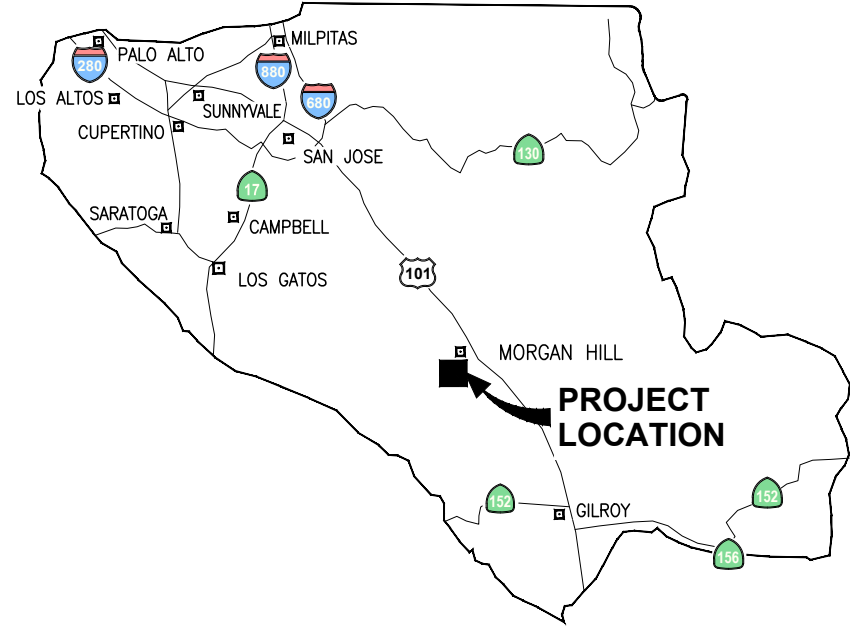 MILPITAS
PALO ALTO
280
880
LOS ALTOS
680
SUNNYVALE
CUPERTINO
SAN JOSE
130
17
SARATOGA
CAMPBELL
101
LOS GATOS
MORGAN HILL
PROJECT
LOCATION
152
152
GILROY
156